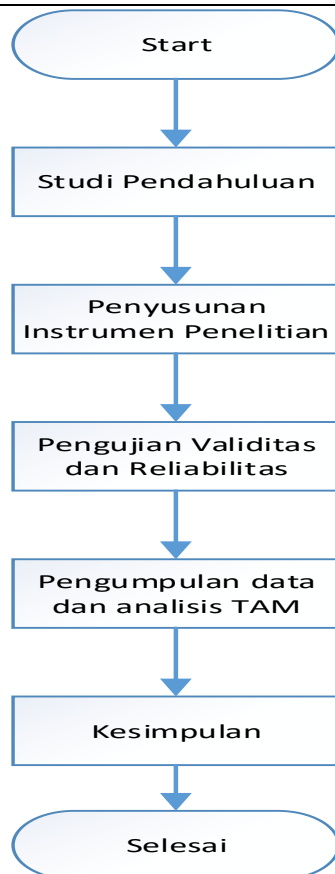 Start
Studi Pendahuluan
Penyusunan
Instrumen Penelitian
Pengujian Validitas
dan Reliabilitas
Pengumpulan data
dan analisis TAM
Kesimpulan
Selesai